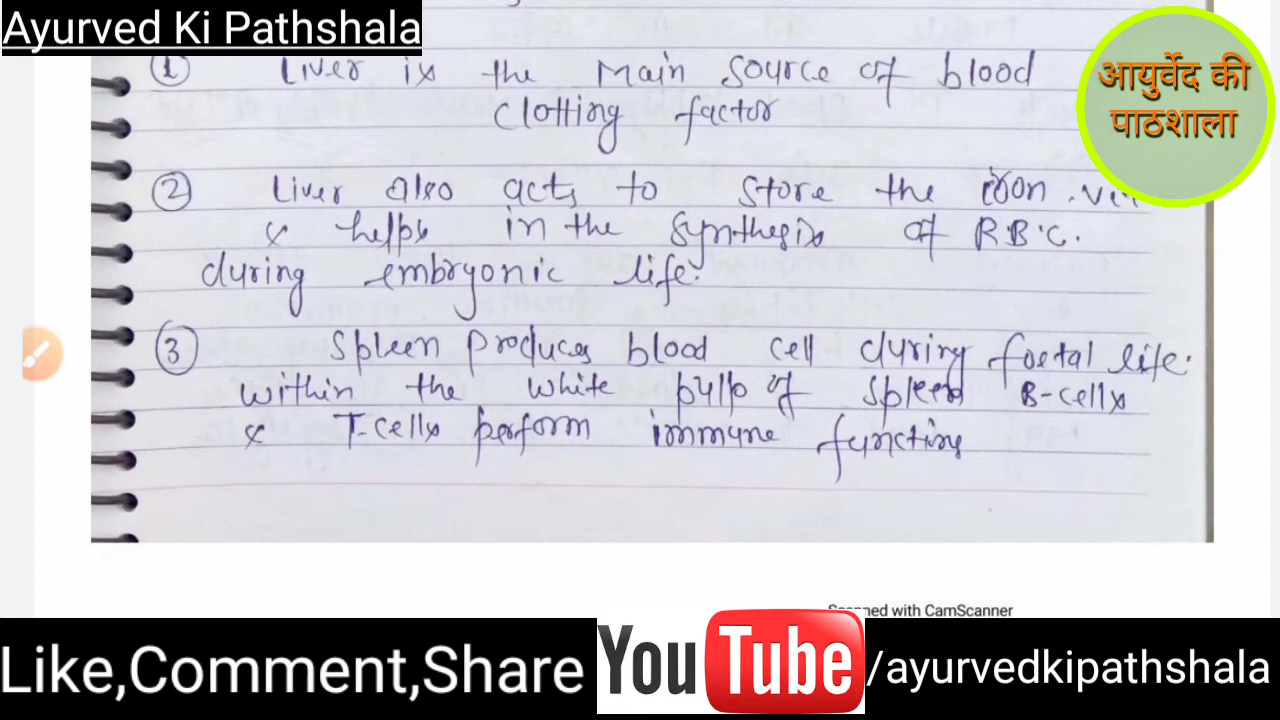 Ayurved Ki Pathshala
आयुर्वेद की
पाठशाला
① Liver is the Main Source of blood
Clotting factor
② Liver also acts to store the iron
& helps in the synthesis of R.B.C.
during embryonic life.
③ Spleen Produces blood cell during foetal life.
within the white pulp of Spleen B-cells
& T-cells perform immune functins
Scanned with CamScanner
Like,Comment,Share YouTube/ayurvedkipathshala